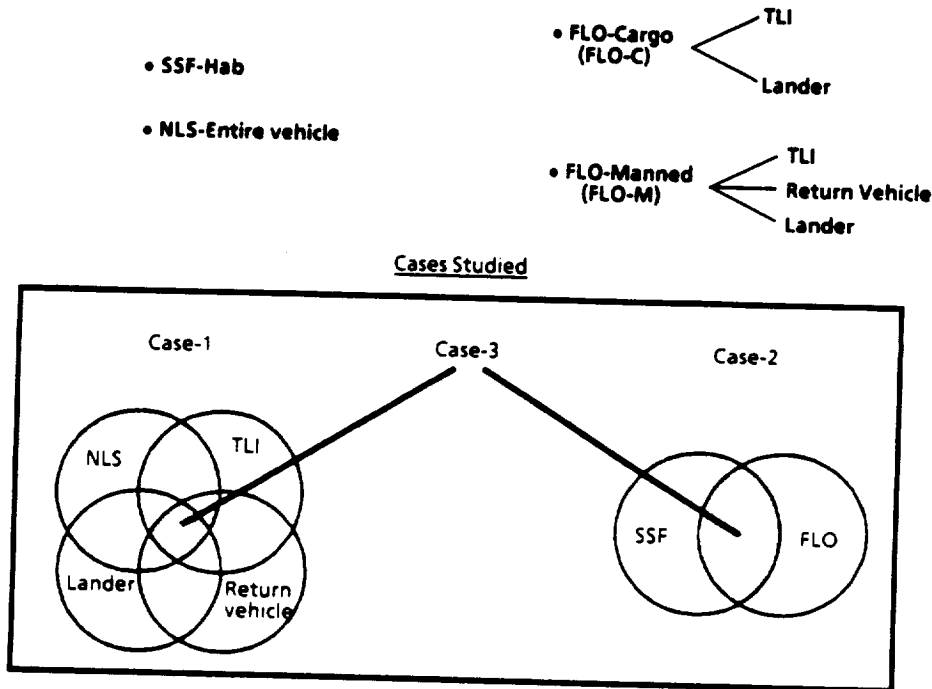 • SSF-Hab
• NLS-Entire vehicle
• FLO-Cargo
(FLO-C)
TLI
Lander
• FLO-Manned
(FLO-M)
TLI
Return Vehicle
Lander
Cases Studied
Case-1
Case-3
Case-2
NLS
TLI
Lander
Return
vehicle
SSF
FLO